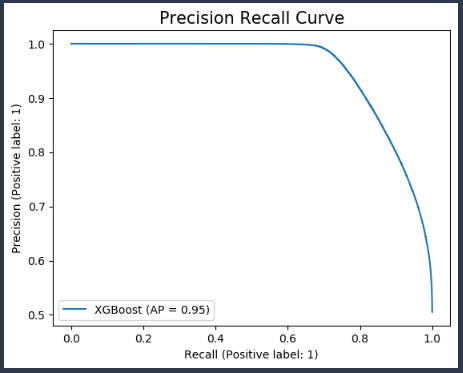 Precision Recall Curve
1.0
0.9
0.8
0.7
0.6
0.5
Precision (Positive label: 1)
XGBoost (AP = 0.95)
0.0 0.2 0.4 0.6 0.8 1.0
Recall (Positive label: 1)